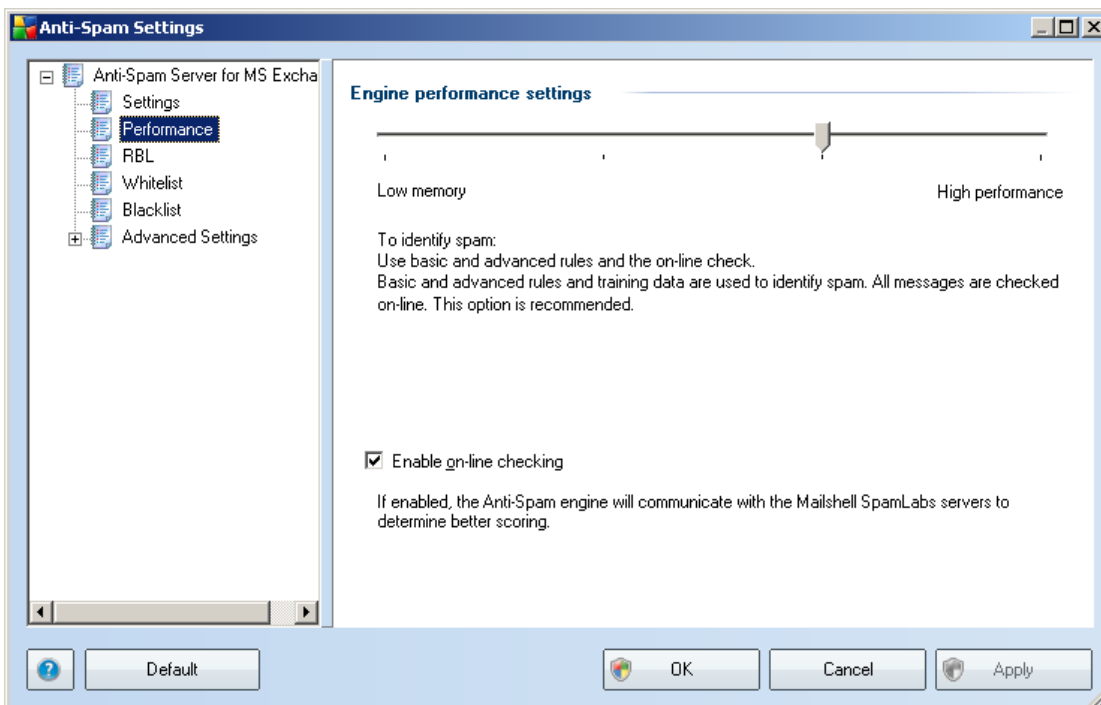 Anti-Spam Settings
Anti-Spam Server for MS Excha
Settings
Performance
RBL
Whitelist
Blacklist
Advanced Settings
Engine performance settings
Low memory
High performance
To identify spam:
Use basic and advanced rules and the on-line check.
Basic and advanced rules and training data are used to identify spam. All messages are checked
on-line. This option is recommended.
Enable on-line checking
If enabled, the Anti-Spam engine will communicate with the Mailshell SpamLabs servers to
determine better scoring.
Default
OK
Cancel
Apply